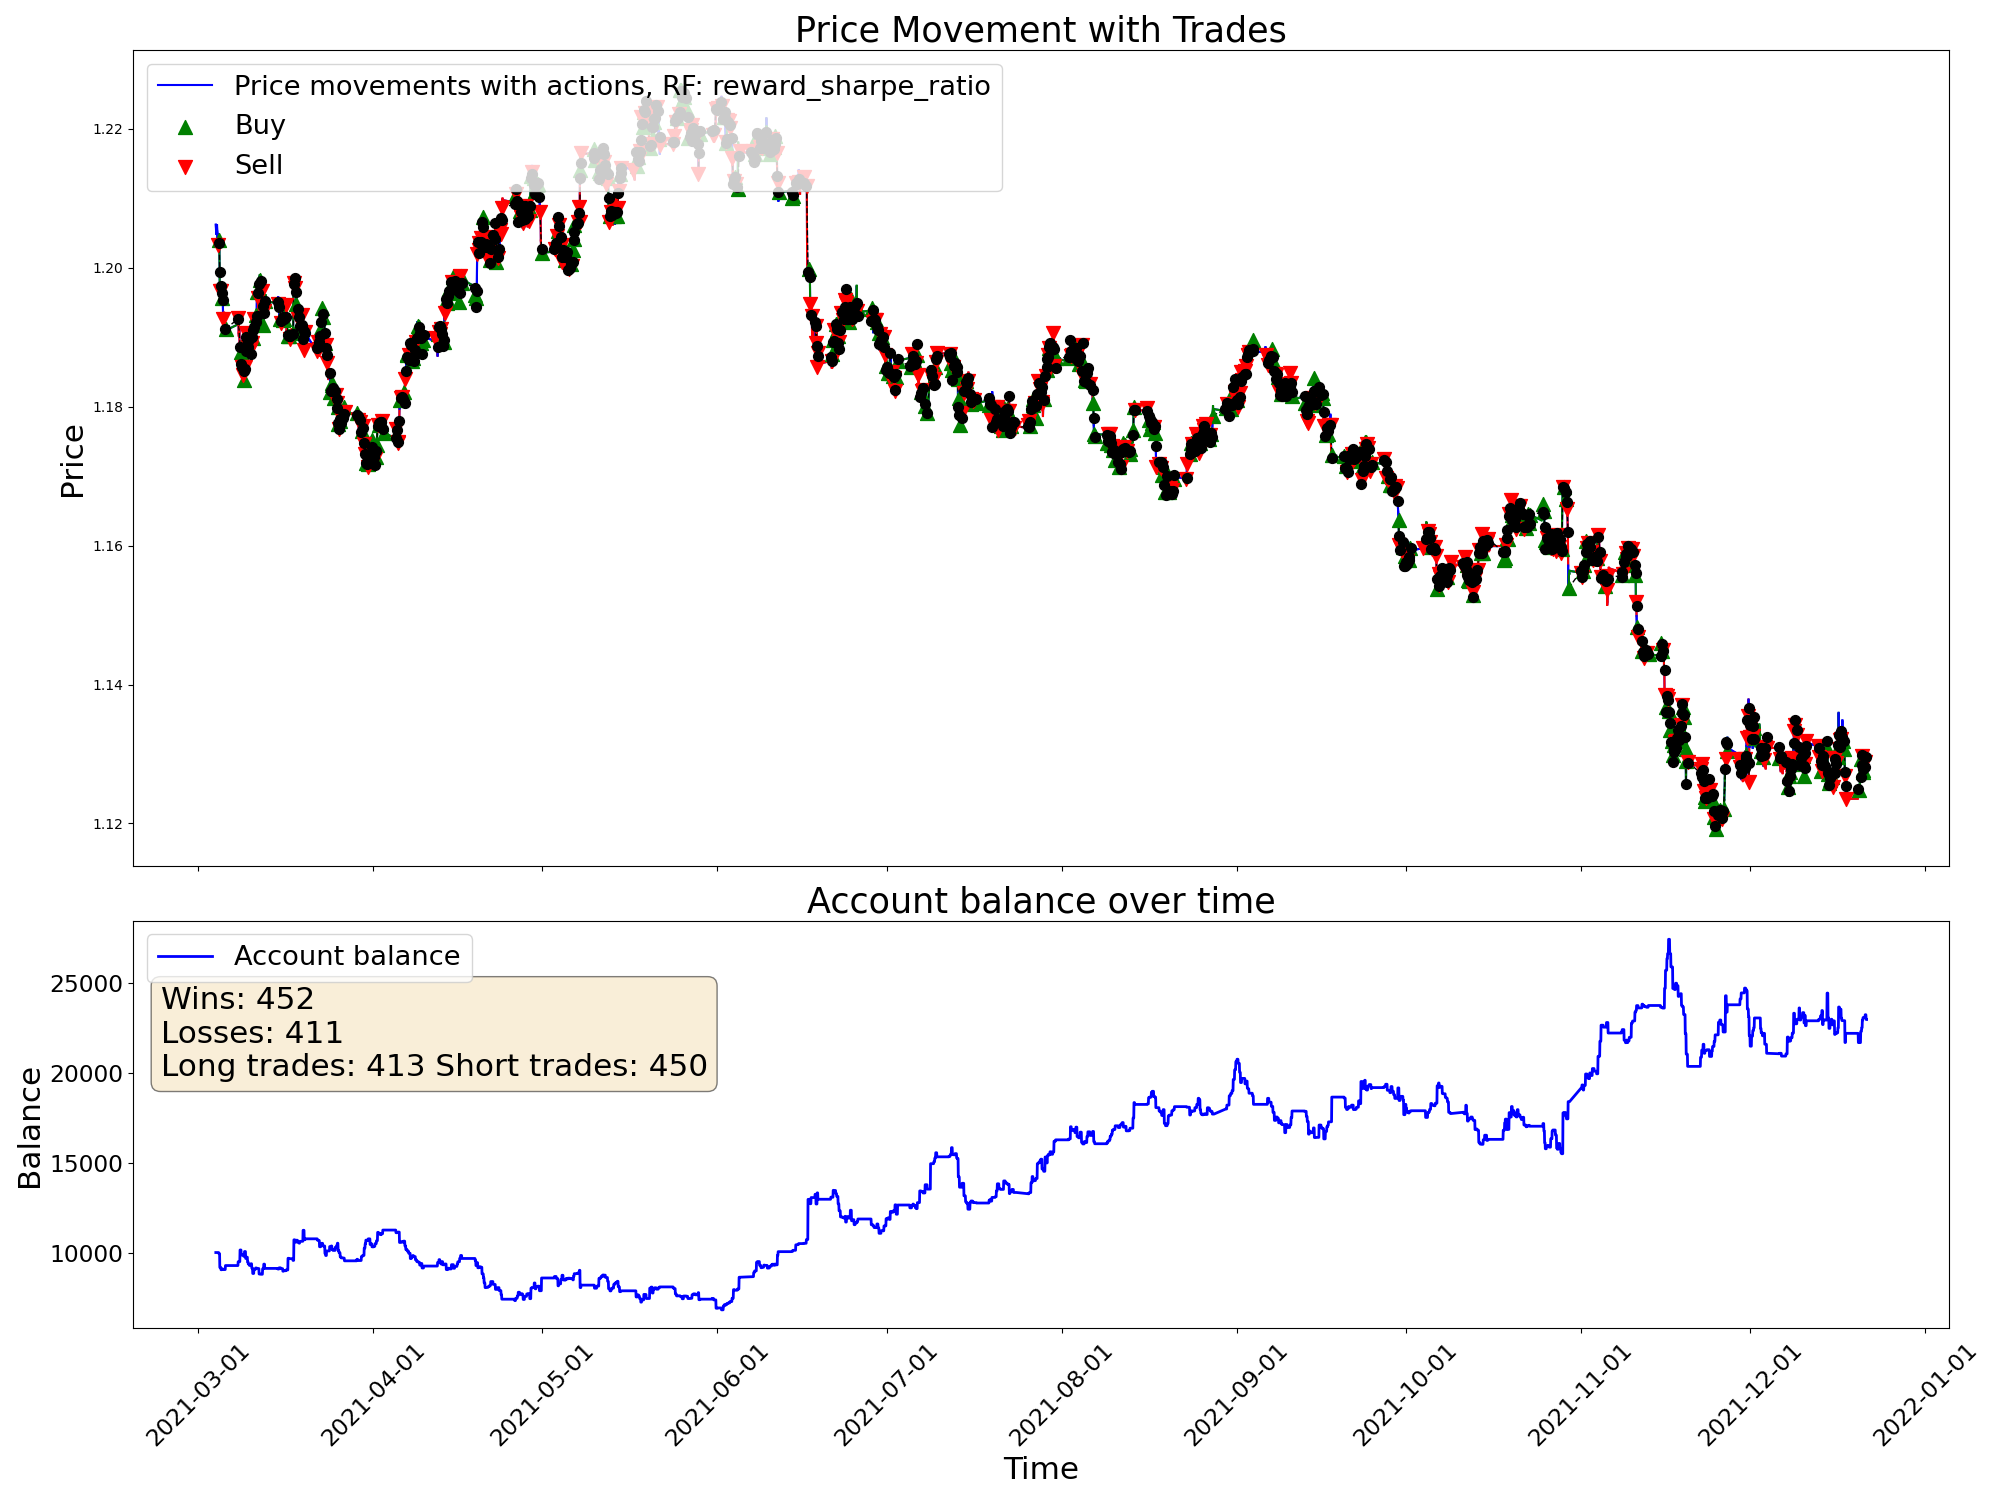 Price Movement with Trades
Price movements with actions, RF: reward_sharpe_ratio
Buy
Sell
Price
1.22
1.20
1.18
1.16
1.14
1.12
Account balance over time
Account balance
Wins: 452
Losses: 411
Long trades: 413 Short trades: 450
Balance
25000
20000
15000
10000
2021-03-01
2021-04-01
2021-05-01
2021-06-01
2021-07-01
2021-08-01
2021-09-01
2021-10-01
2021-11-01
2021-12-01
2022-01-01
Time